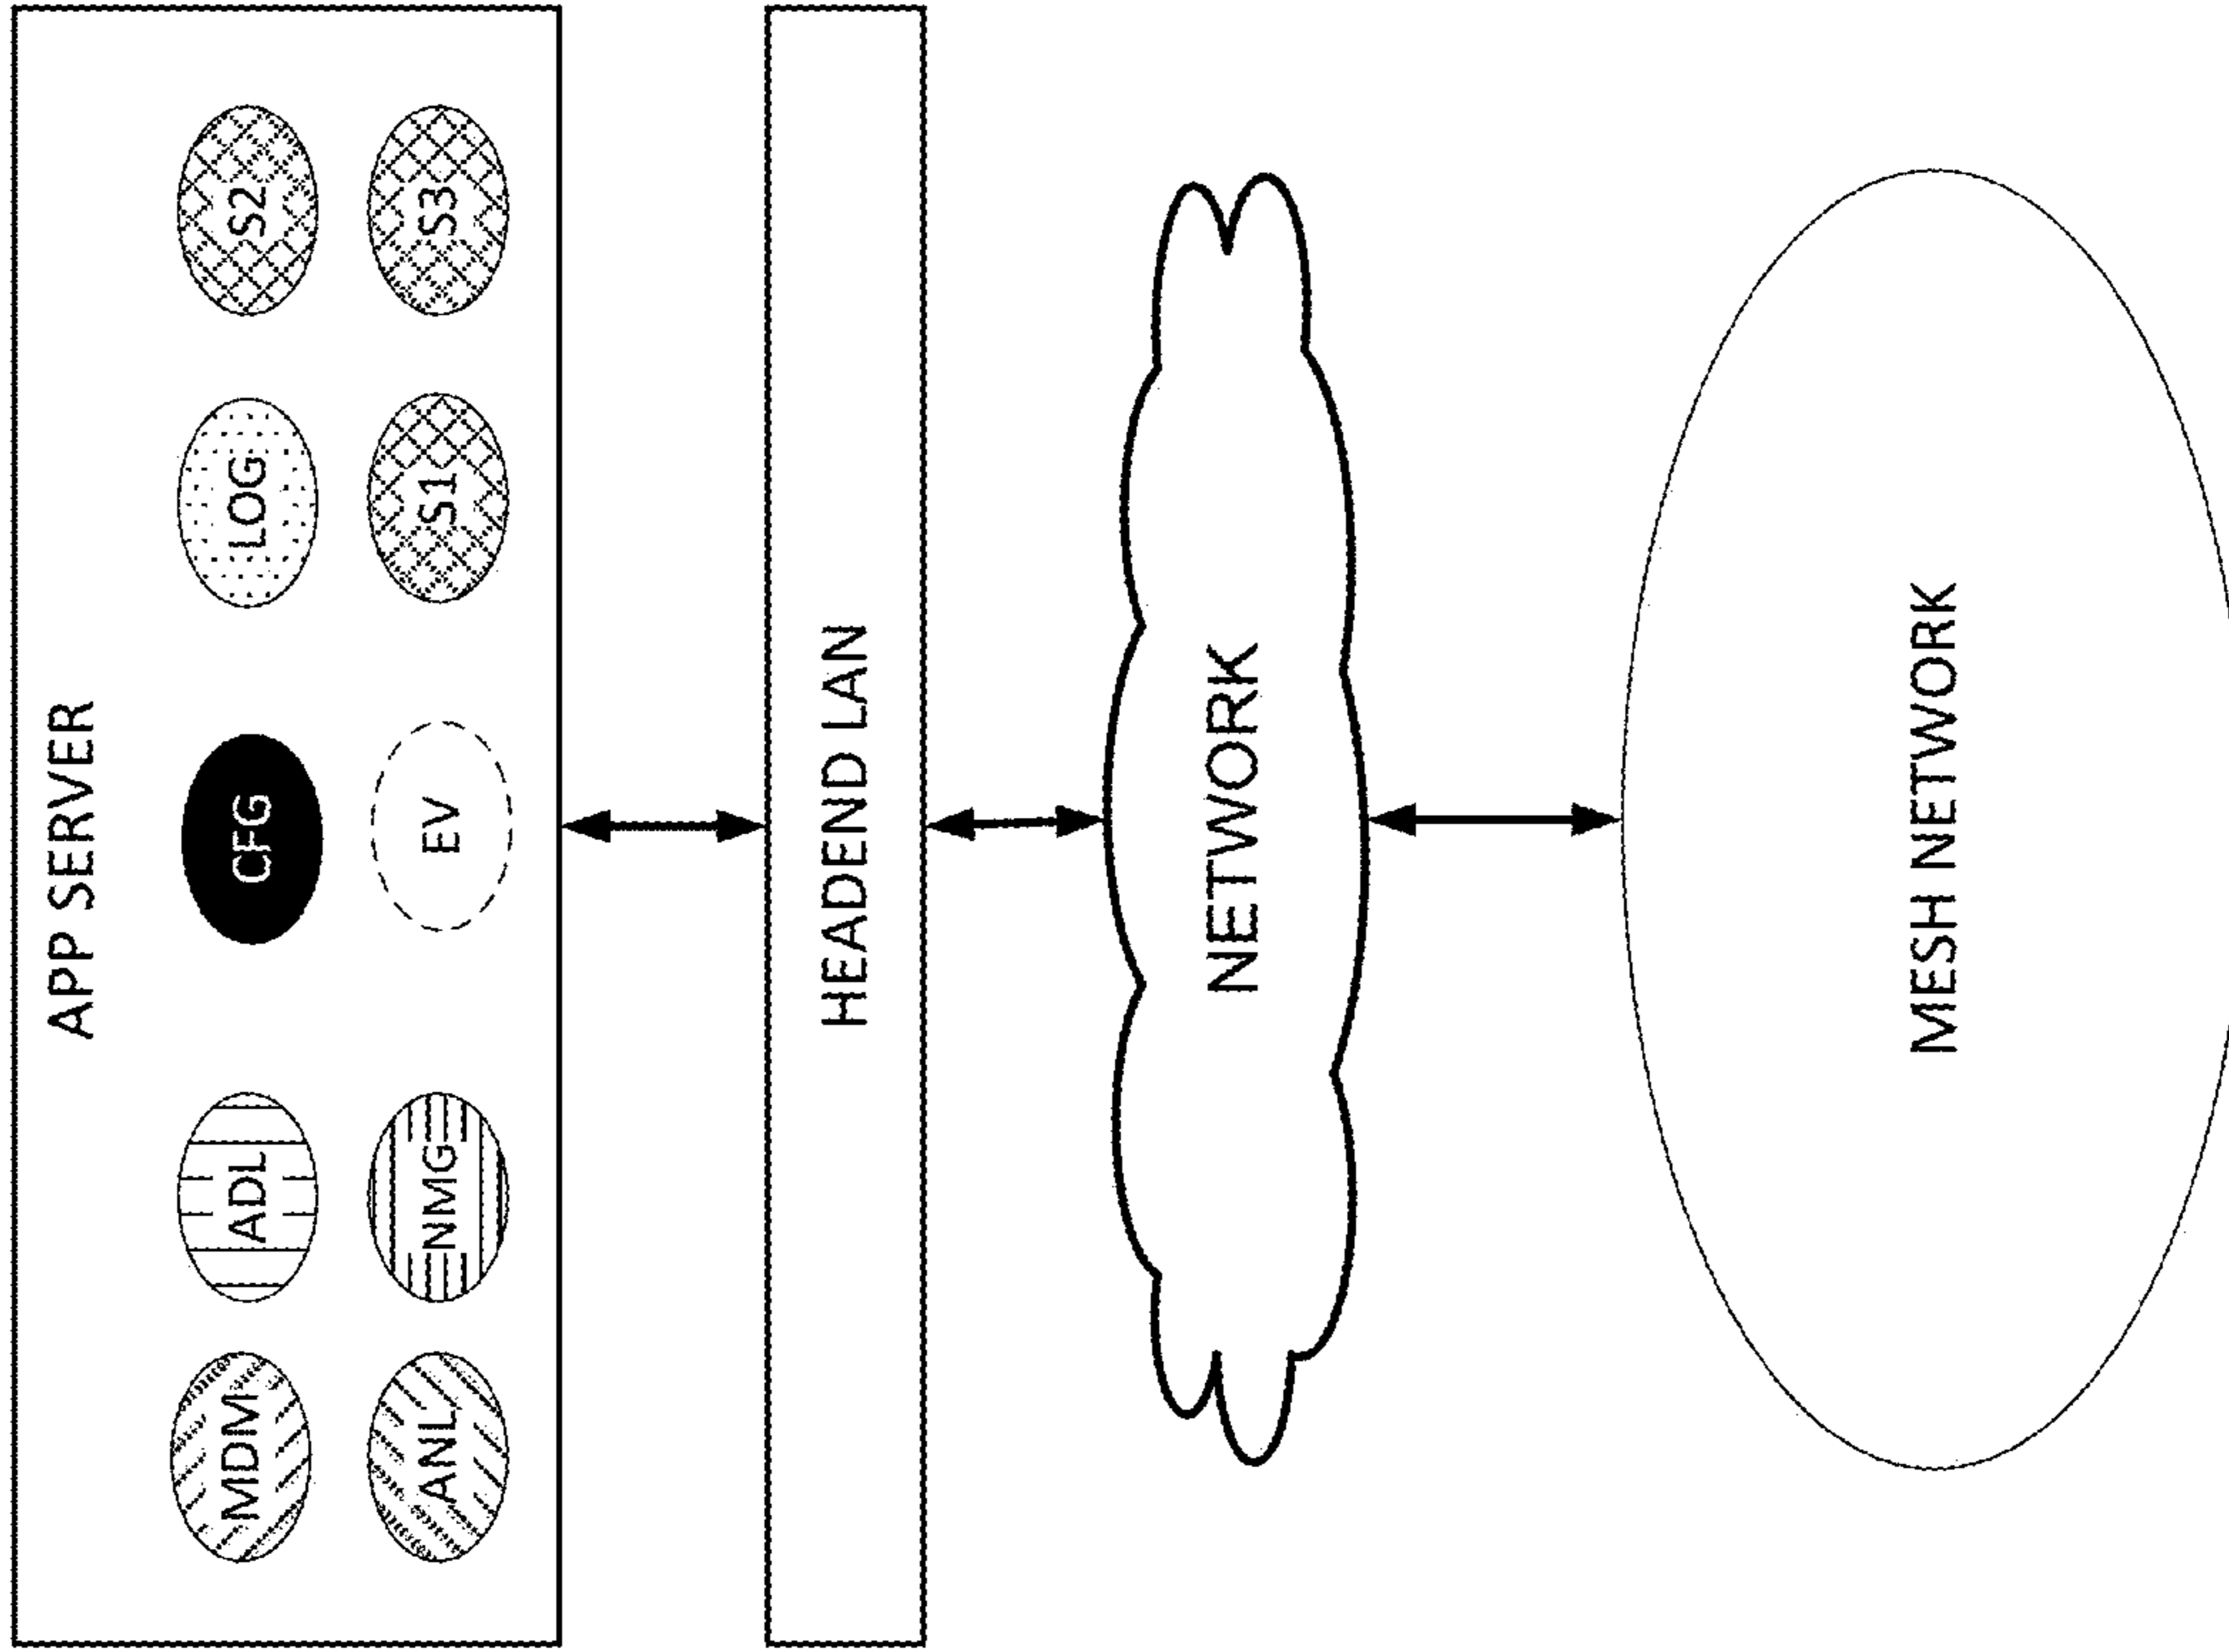 APP SERVER
MDM
ADL
CFG
LOG
S2
ANL
NMG
EV
S1
S3
HEADEND LAN
NETWORK
MESH NETWORK